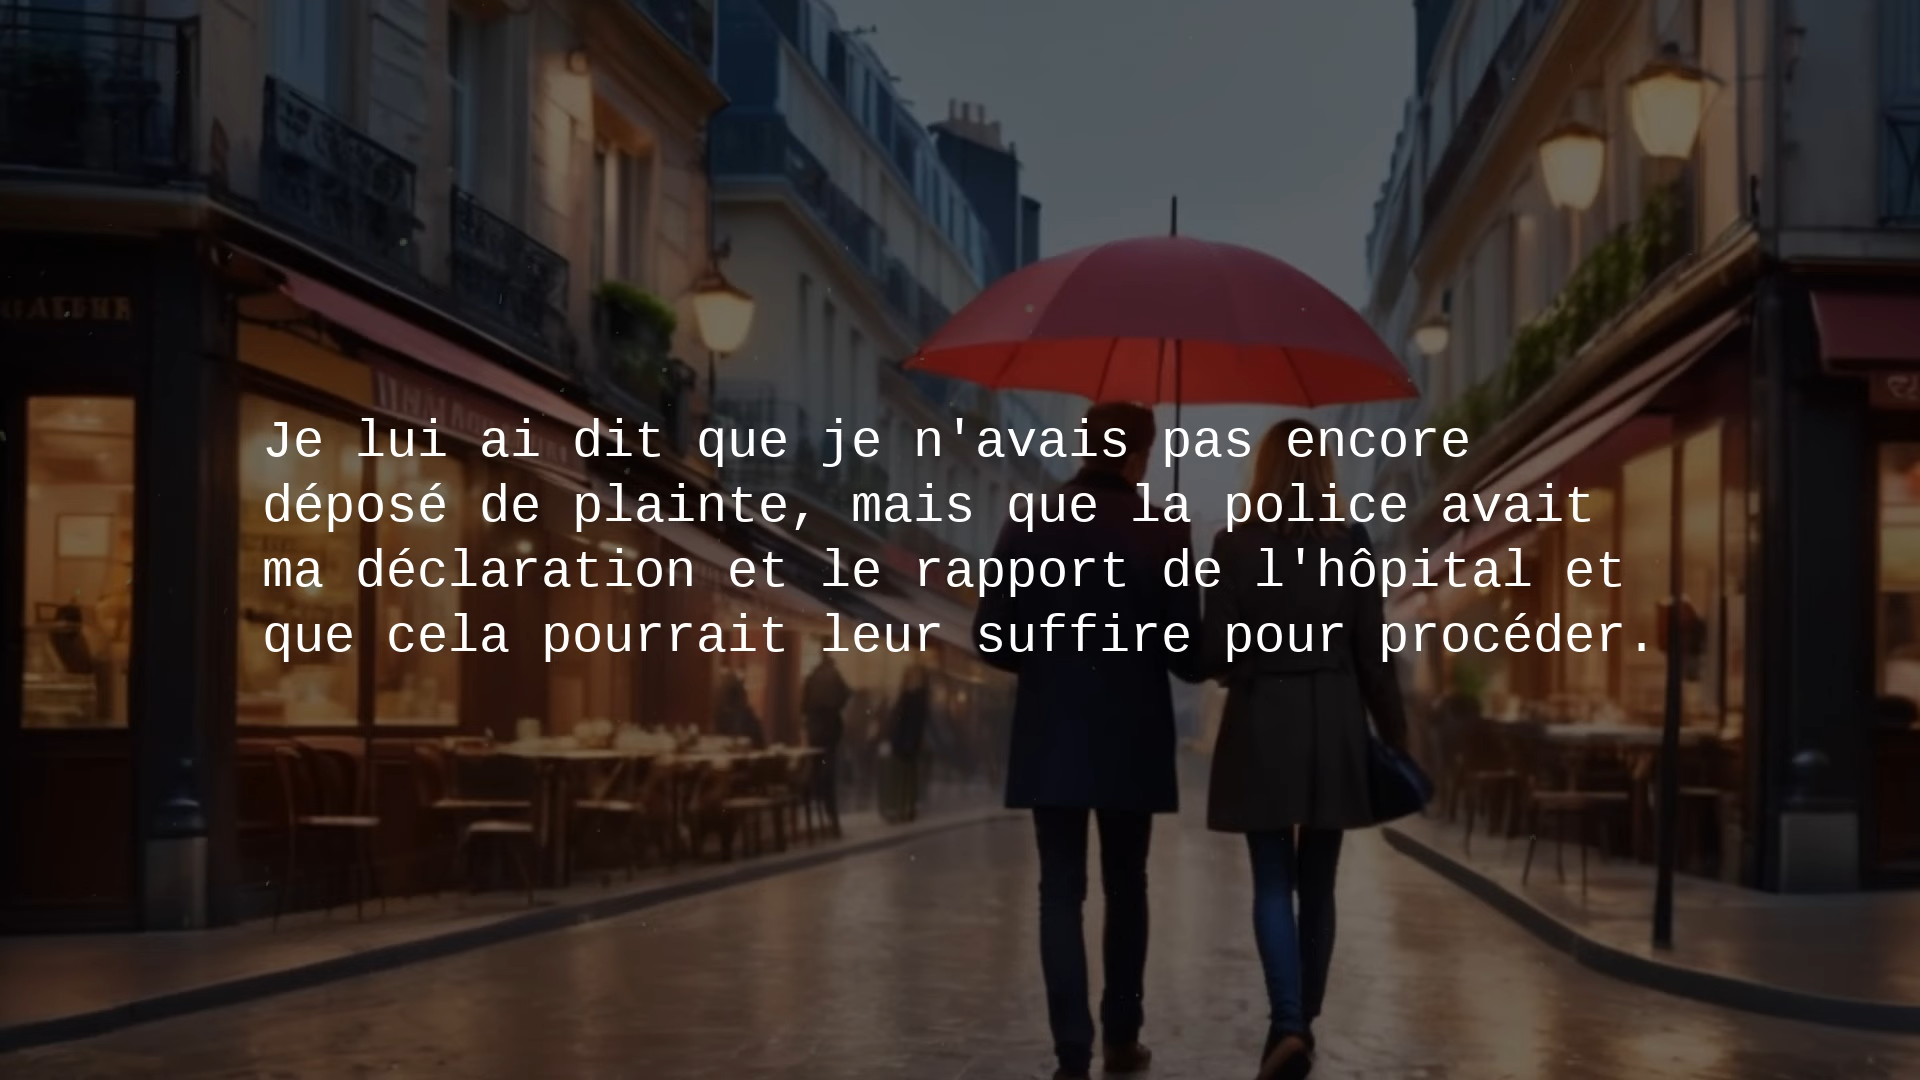 Je lui ai dit que je n'avais pas encore
déposé de plainte, mais que la police avait
ma déclaration et le rapport de l'hôpital et
que cela pourrait leur suffire pour procéder.